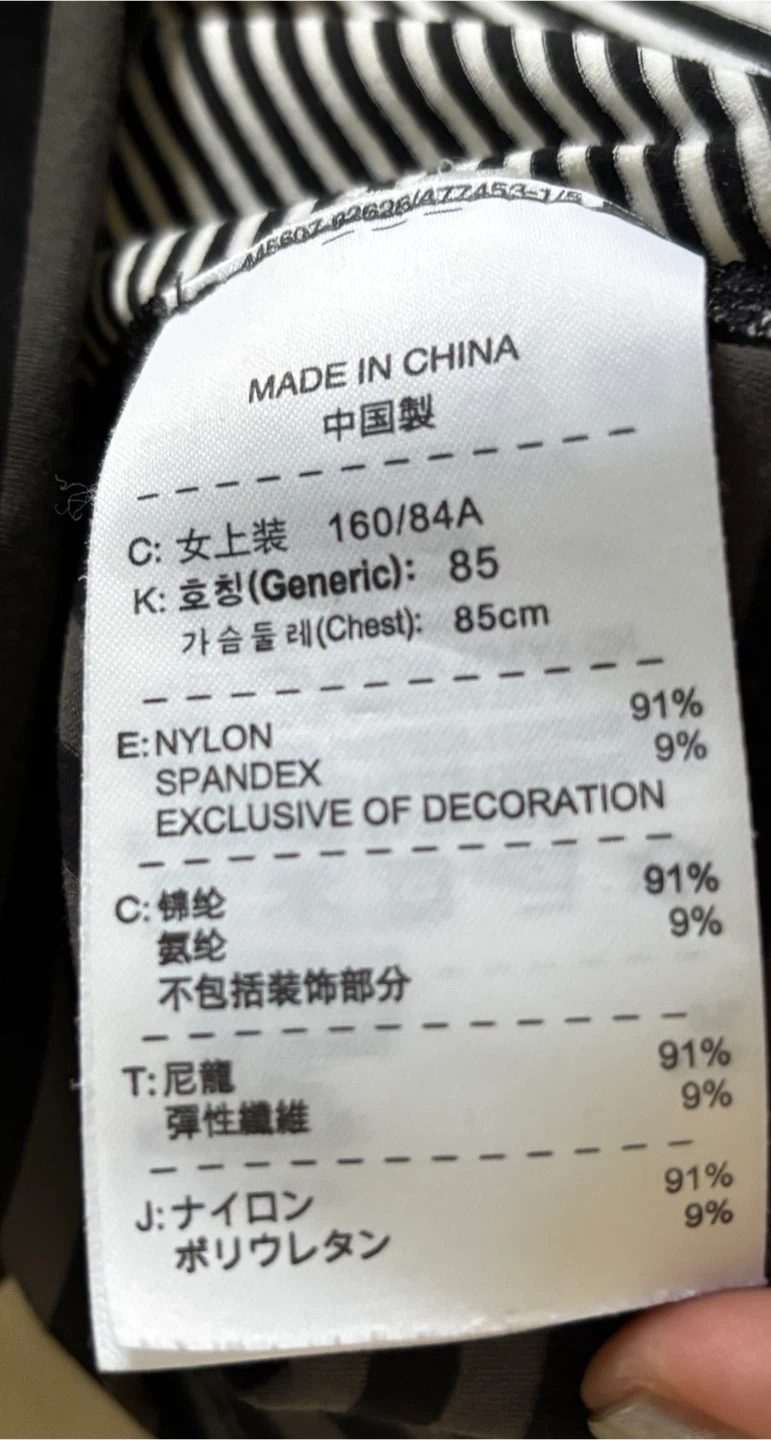 MADE IN CHINA
中国製
C: 女上装 160/84A
K: 호칭(Generic): 85
가슴둘레(Chest): 85cm
E: NYLON 91%
SPANDEX 9%
EXCLUSIVE OF DECORATION
C: 锦纶 91%
氨纶 9%
不包括装饰部分
T: 尼龍 91%
彈性纖維 9%
J: ナイロン 91%
ポリウレタン 9%